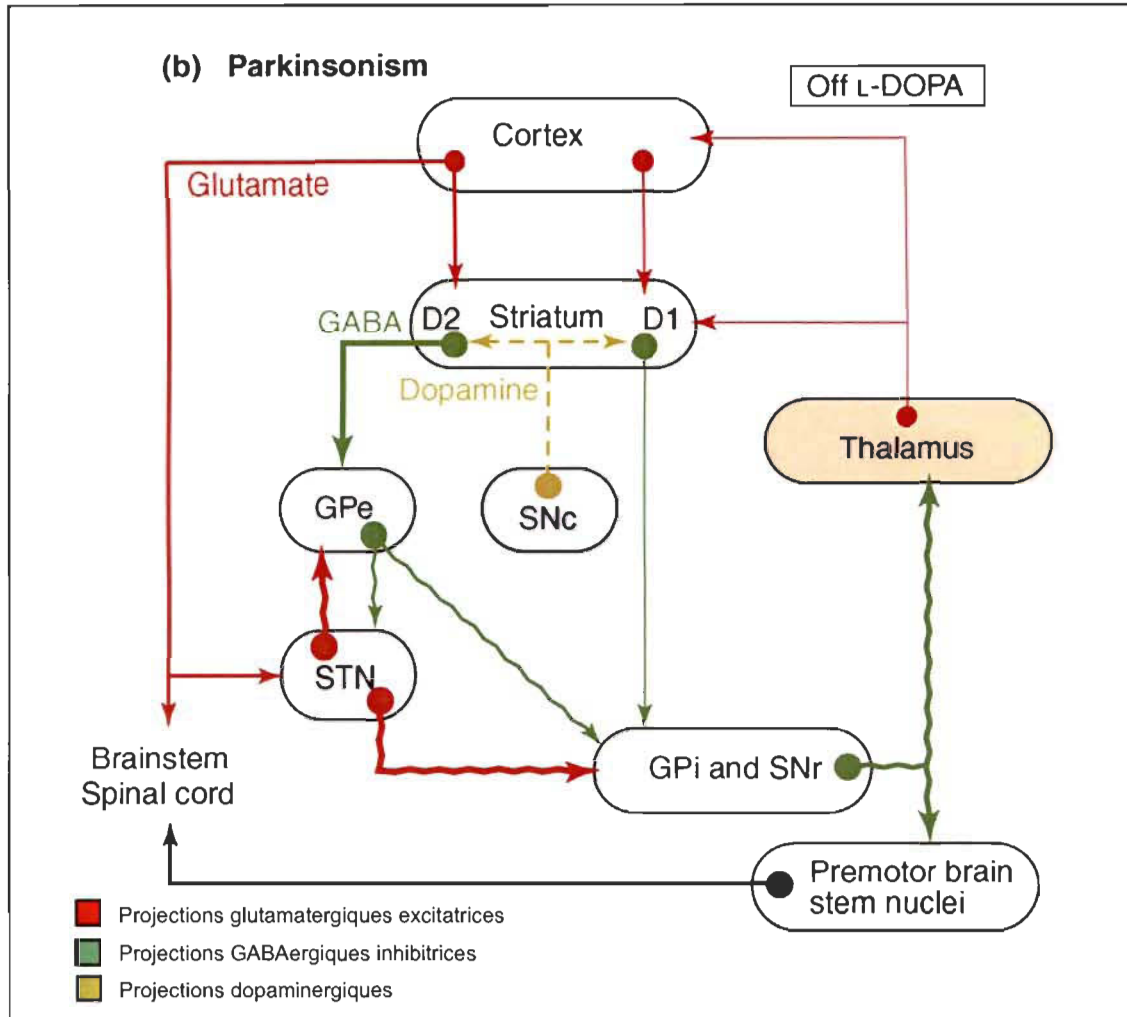 (b) Parkinsonism
Off L-DOPA
Cortex
Glutamate
GABA
D2
Striatum
D1
Dopamine
Thalamus
GPe
SNc
STN
Brainstem
Spinal cord
GPi and SNr
Premotor brain
stem nuclei
Projections glutamatergiques excitatrices
Projections GABAergiques inhibitrices
Projections dopaminergiques